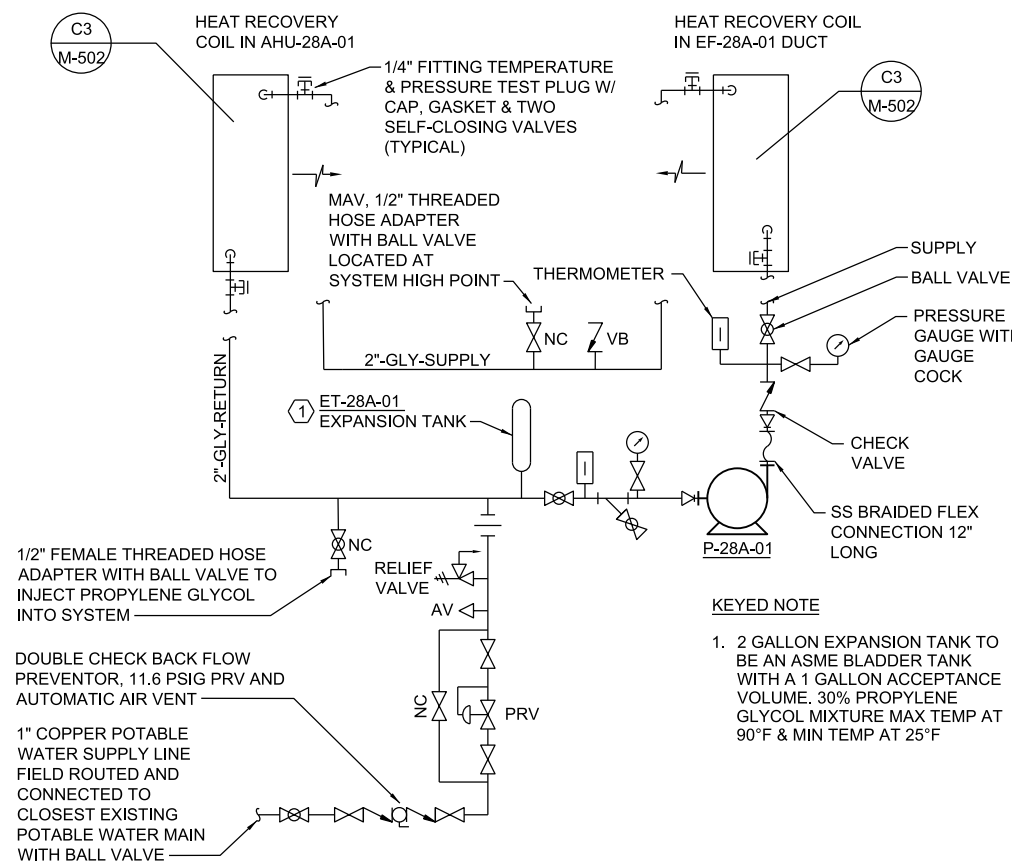 C3
M-502
HEAT RECOVERY
COIL IN AHU-28A-01
1/4" FITTING TEMPERATURE
& PRESSURE TEST PLUG W/
CAP, GASKET & TWO
SELF-CLOSING VALVES
(TYPICAL)
HEAT RECOVERY COIL
IN EF-28A-01 DUCT
C3
M-502
MAV, 1/2" THREADED
HOSE ADAPTER
WITH BALL VALVE
LOCATED AT
SYSTEM HIGH POINT
THERMOMETER
SUPPLY
BALL VALVE
PRESSURE
GAUGE WITH
GAUGE
COCK
NC
VB
2"-GLY-SUPPLY
2"-GLY-RETURN
1
ET-28A-01
EXPANSION TANK
CHECK
VALVE
SS BRAIDED FLEX
CONNECTION 12"
LONG
P-28A-01
NC
1/2" FEMALE THREADED HOSE
ADAPTER WITH BALL VALVE TO
INJECT PROPYLENE GLYCOL
INTO SYSTEM
RELIEF
VALVE
AV
NC
PRV
DOUBLE CHECK BACK FLOW
PREVENTOR, 11.6 PSIG PRV AND
AUTOMATIC AIR VENT
1" COPPER POTABLE
WATER SUPPLY LINE
FIELD ROUTED AND
CONNECTED TO
CLOSEST EXISTING
POTABLE WATER MAIN
WITH BALL VALVE
KEYED NOTE
1. 2 GALLON EXPANSION TANK TO
BE AN ASME BLADDER TANK
WITH A 1 GALLON ACCEPTANCE
VOLUME. 30% PROPYLENE
GLYCOL MIXTURE MAX TEMP AT
90°F & MIN TEMP AT 25°F